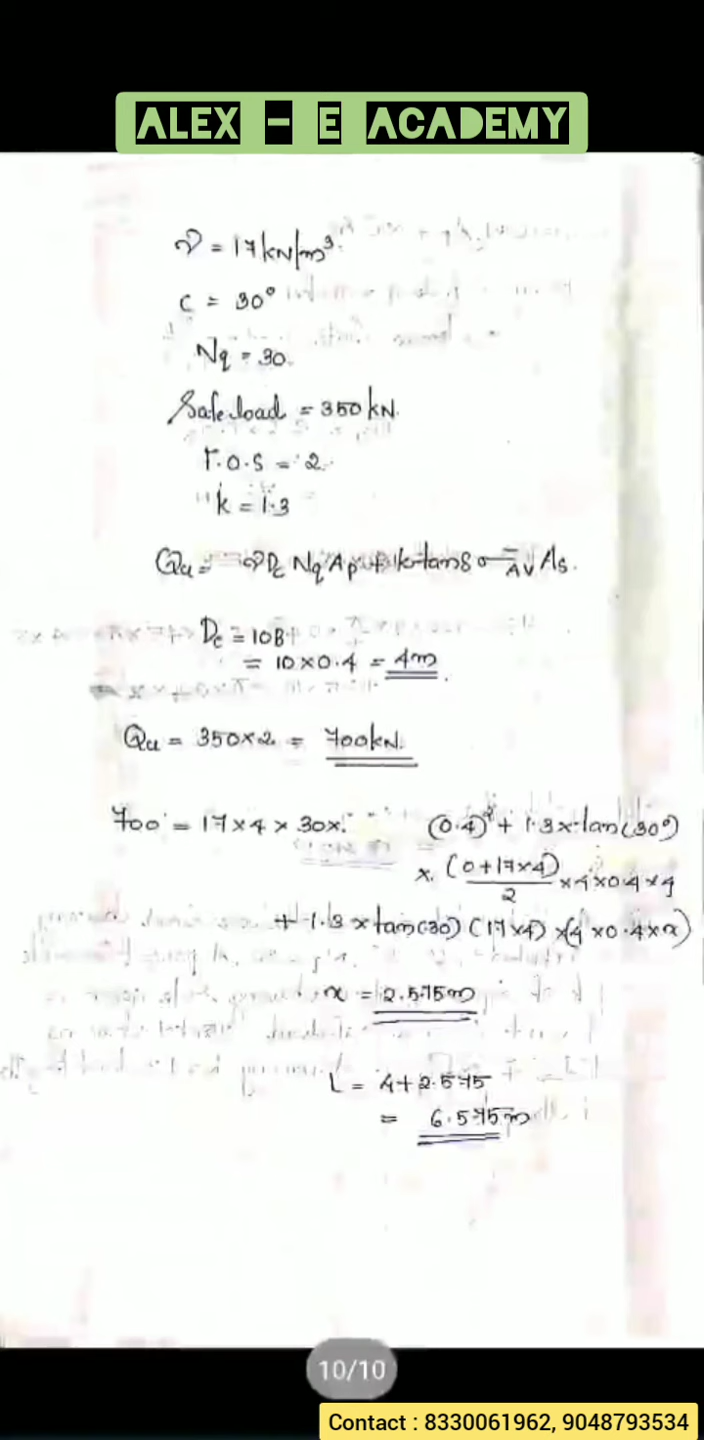 ALEX - E ACADEMY
γ = 17kN/m³.
C = 30°
Nq = 30.
Safe load = 350 kN.
F.O.S = 2
k = 1.3
Qu = γDc Nq Ap + k tanδ σ̄AV As.
Dc = 10B
= 10×0.4 = 4m.
Qu = 350×2 = 700kN.
700 = 17×4×30× (0.4)² + 1.3×tan(30°)
× (0+17×4)/2 ×4×0.4×4
+ 1.3 × tan(30) (17×4) ×(4×0.4×x)
x = 2.575m
L = 4+2.575
= 6.575m
10/10
Contact : 8330061962, 9048793534